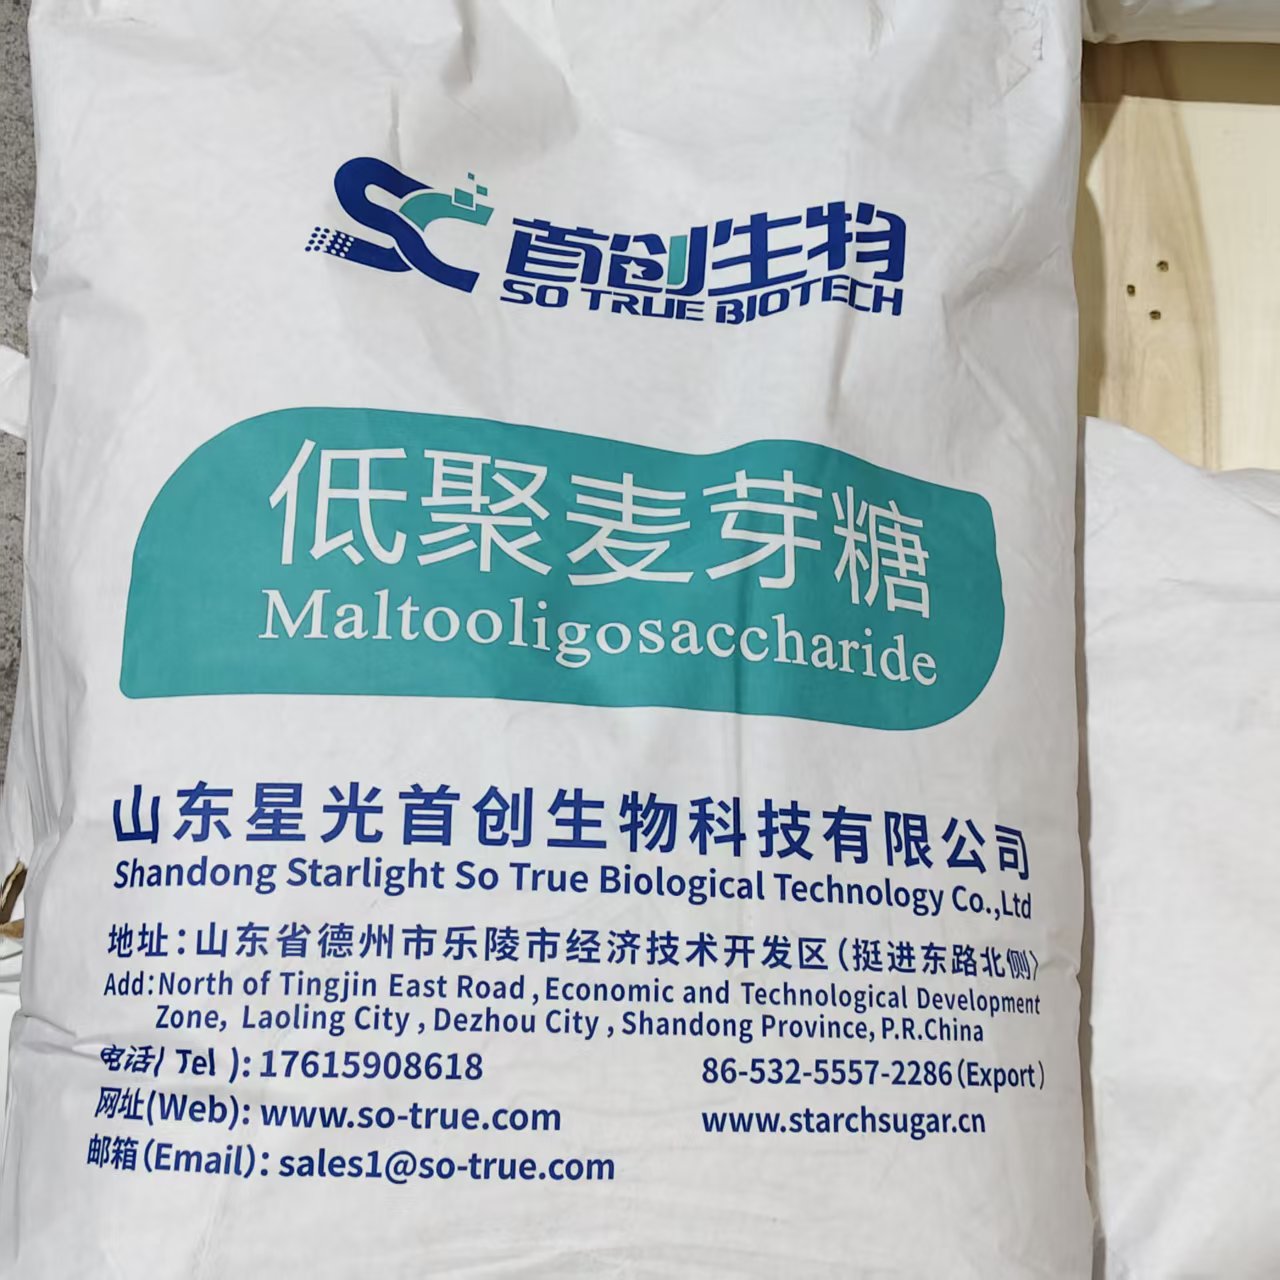 SC
首创生物
SO TRUE BIOTECH
低聚麦芽糖
Maltooligosaccharide
山东星光首创生物科技有限公司
Shandong Starlight So True Biological Technology Co.,Ltd
地址:山东省德州市乐陵市经济技术开发区(挺进东路北侧)
Add:North of Tingjin East Road,Economic and Technological Development
Zone, Laoling City,Dezhou City,Shandong Province,P.R.China
电话(Tel):17615908618 86-532-5557-2286(Export)
网址(Web):www.so-true.com www.starchsugar.cn
邮箱(Email):sales1@so-true.com